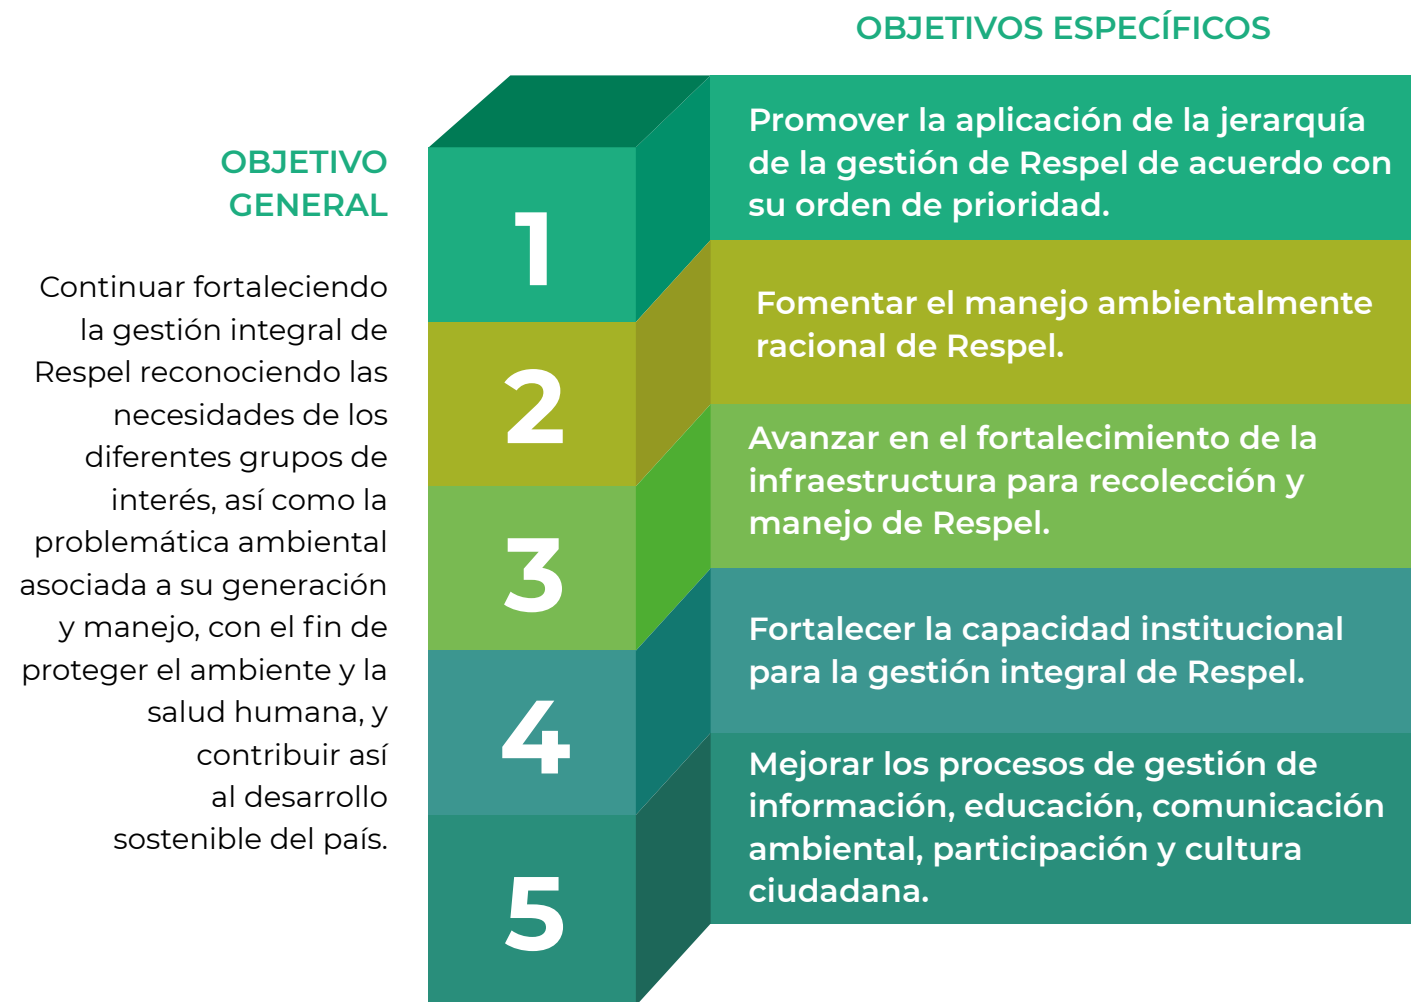 OBJETIVO
GENERAL
Continuar fortaleciendo
la gestión integral de
Respel reconociendo las
necesidades de los
diferentes grupos de
interés, así como la
problemática ambiental
asociada a su generación
y manejo, con el fin de
proteger el ambiente y la
salud humana, y
contribuir así
al desarrollo
sostenible del país.
OBJETIVOS ESPECÍFICOS
1
Promover la aplicación de la jerarquía
de la gestión de Respel de acuerdo con
su orden de prioridad.
2
Fomentar el manejo ambientalmente
racional de Respel.
3
Avanzar en el fortalecimiento de la
infraestructura para recolección y
manejo de Respel.
4
Fortalecer la capacidad institucional
para la gestión integral de Respel.
5
Mejorar los procesos de gestión de
información, educación, comunicación
ambiental, participación y cultura
ciudadana.